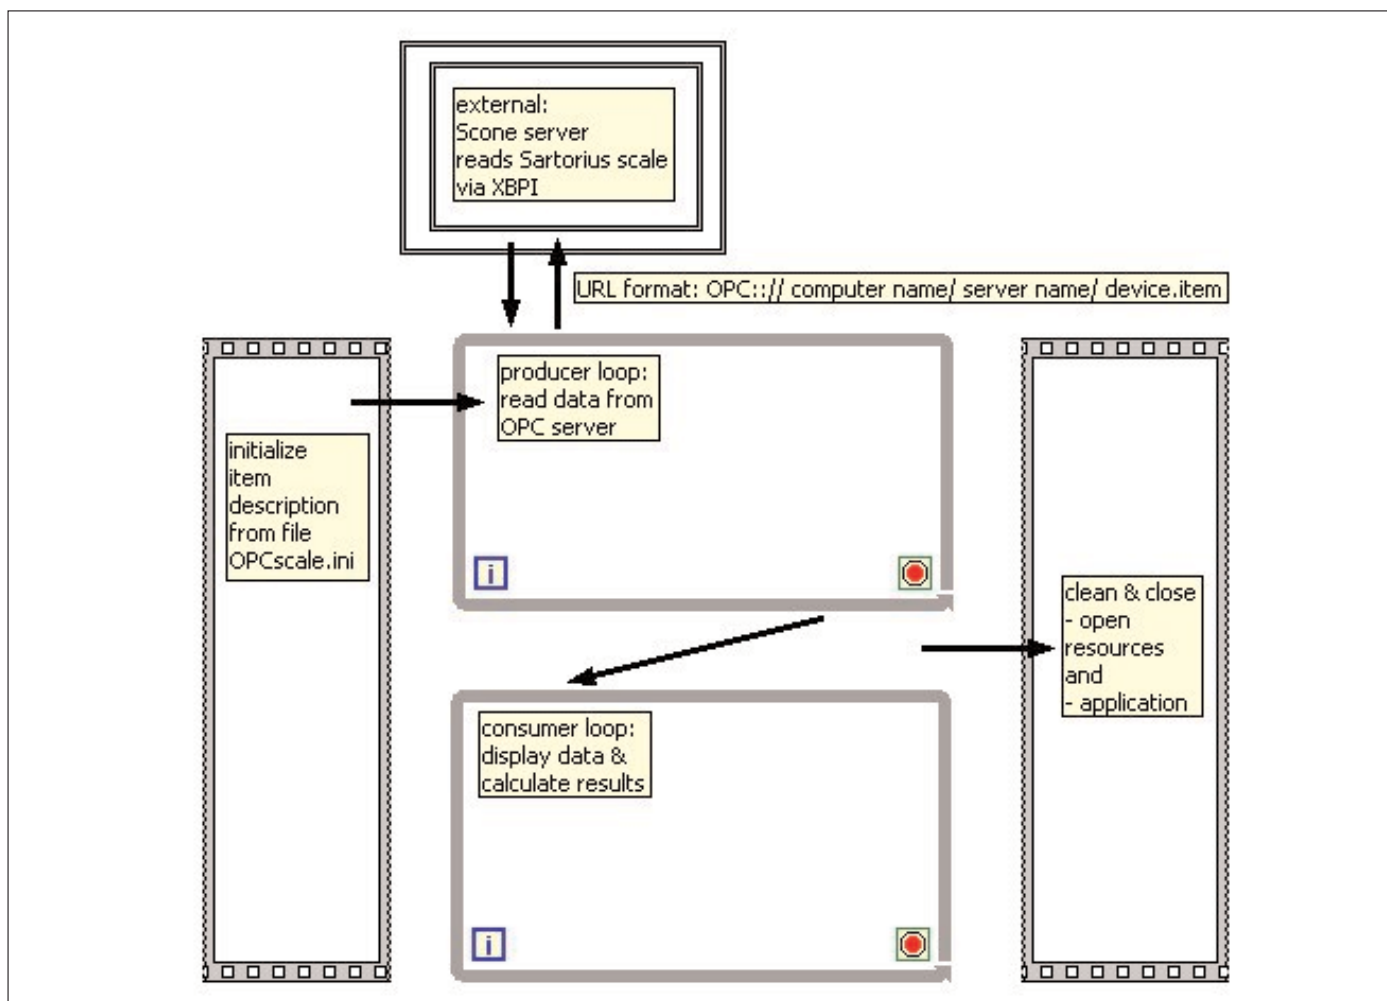 external:
Scone server
reads Sartorius scale
via XBPI
URL format: OPC::// computer name/ server name/ device.item
producer loop:
read data from
OPC server
initialize
item
description
from file
OPCscale.ini
i
clean & close
- open
resources
and
- application
consumer loop:
display data &
calculate results
i